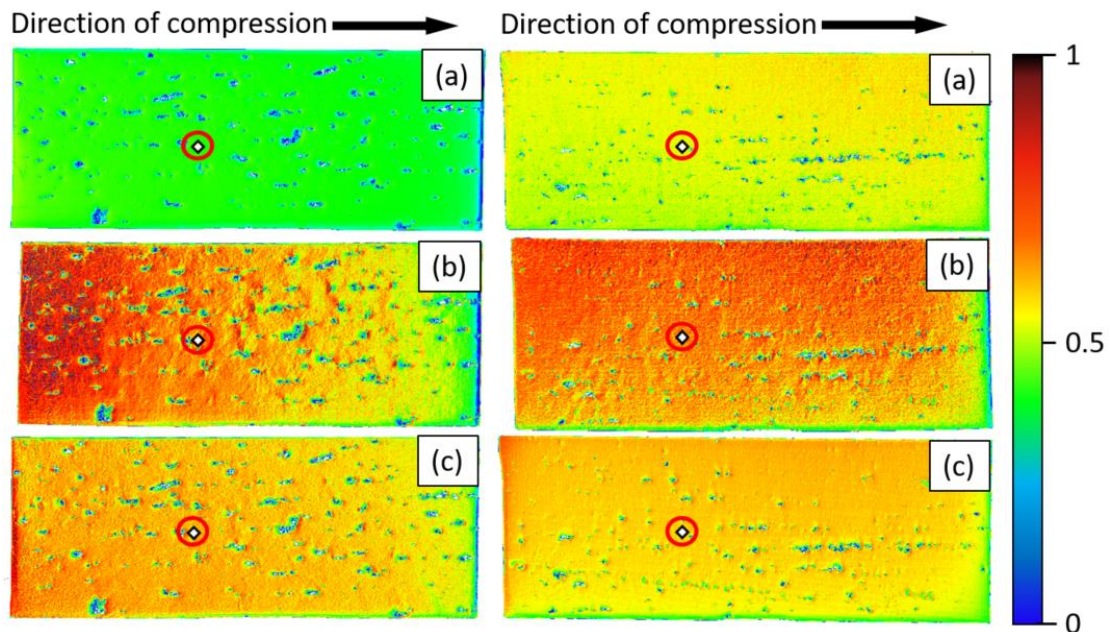 Direction of compression
Direction of compression
(a)
(a)
1
(b)
(b)
0.5
(c)
(c)
0